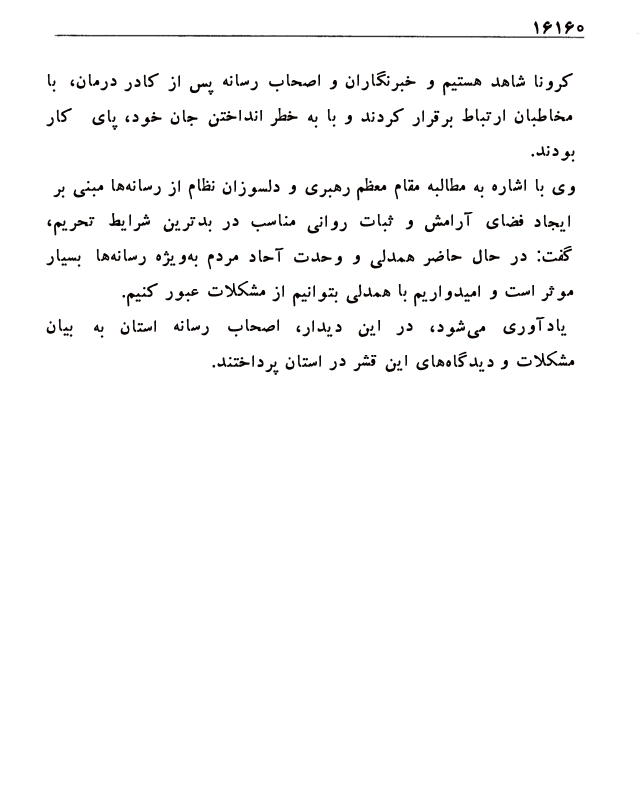 ۱۶۱۶۰
کرونا شاهد هستیم و خبرنگاران و اصحاب رسانه پس از کادر درمان، با
مخاطبان ارتباط برقرار کردند و با به خطر انداختن جان خود، پای کار
بودند.
وی با اشاره به مطالبه مقام معظم رهبری و دلسوزان نظام از رسانه‌ها مبنی بر
ایجاد فضای آرامش و ثبات روانی مناسب در بدترین شرایط تحریم،
گفت: در حال حاضر همدلی و وحدت آحاد مردم به‌ویژه رسانه‌ها بسیار
موثر است و امیدواریم با همدلی بتوانیم از مشکلات عبور کنیم.
یادآوری می‌شود، در این دیدار، اصحاب رسانه استان به بیان
مشکلات و دیدگاه‌های این قشر در استان پرداختند.